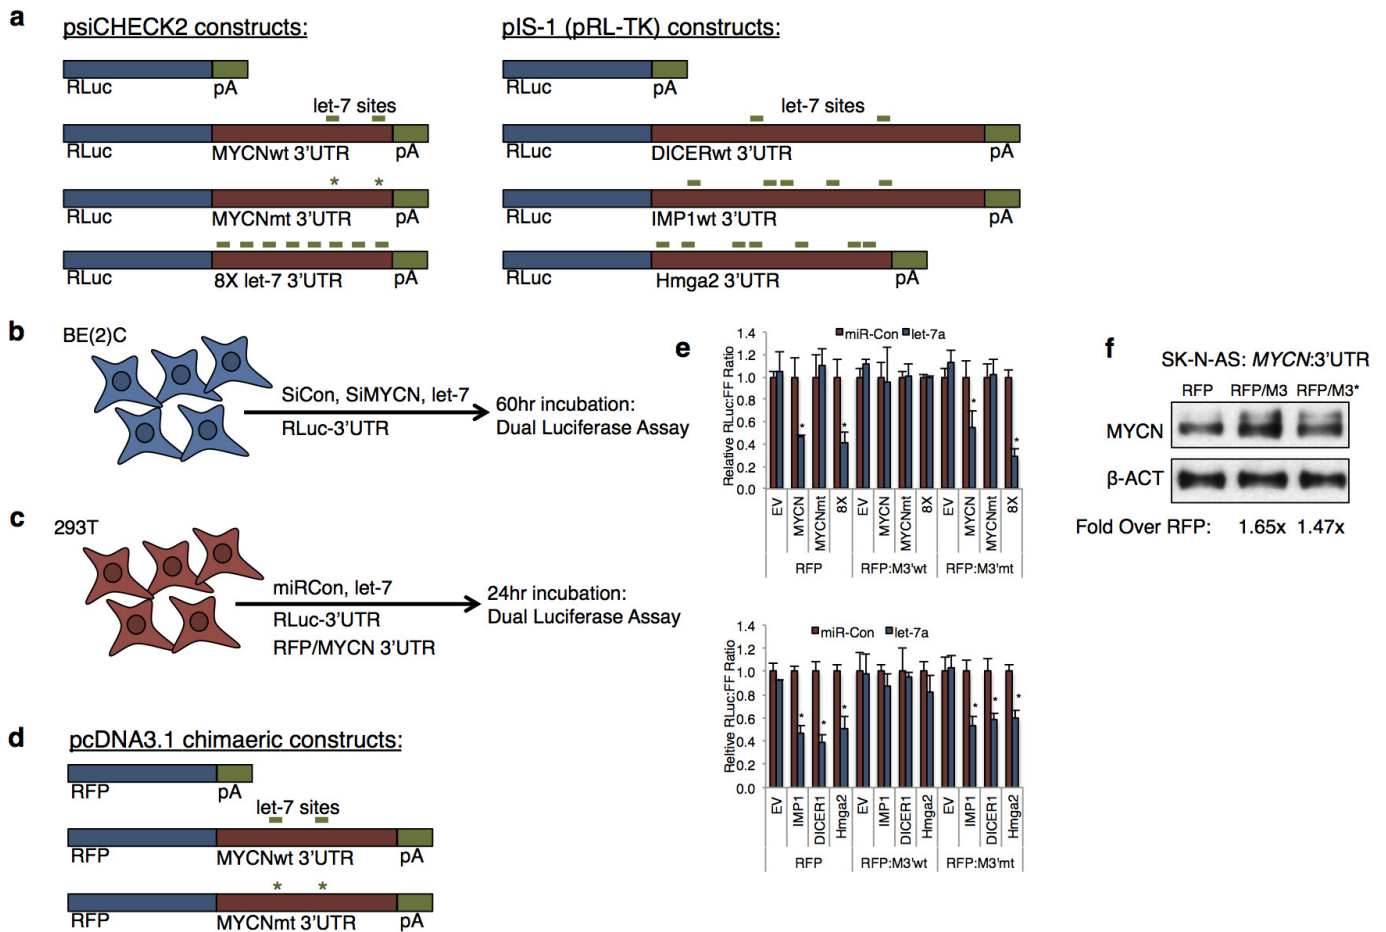 a
psiCHECK2 constructs:
RLuc
pA
let-7 sites
RLuc
MYCNwt 3'UTR
pA
* *
RLuc
MYCNmt 3'UTR
pA
RLuc
8X let-7 3'UTR
pA
pIS-1 (pRL-TK) constructs:
RLuc
pA
let-7 sites
RLuc
DICERwt 3'UTR
pA
RLuc
IMP1wt 3'UTR
pA
RLuc
Hmga2 3'UTR
pA
b
BE(2)C
SiCon, SiMYCN, let-7
RLuc-3'UTR
60hr incubation:
Dual Luciferase Assay
c
293T
miRCon, let-7
RLuc-3'UTR
RFP/MYCN 3'UTR
24hr incubation:
Dual Luciferase Assay
d
pcDNA3.1 chimaeric constructs:
RFP
pA
let-7 sites
RFP
MYCNwt 3'UTR
pA
* *
RFP
MYCNmt 3'UTR
pA
e
miR-Con let-7a
Relative RLuc:FF Ratio
1.4
1.2
1.0
0.8
0.6
0.4
0.2
0.0
* * * *
EV MYCN MYCNmt 8X EV MYCN MYCNmt 8X EV MYCN MYCNmt 8X
RFP RFP:M3'wt RFP:M3'mt
miR-Con let-7a
Reltive RLuc:FF Ratio
1.4
1.2
1.0
0.8
0.6
0.4
0.2
0.0
* * * * * *
EV IMP1 DICER1 Hmga2 EV IMP1 DICER1 Hmga2 EV IMP1 DICER1 Hmga2
RFP RFP:M3'wt RFP:M3'mt
f
SK-N-AS: MYCN:3'UTR
RFP RFP/M3 RFP/M3*
MYCN
β-ACT
Fold Over RFP: 1.65x 1.47x